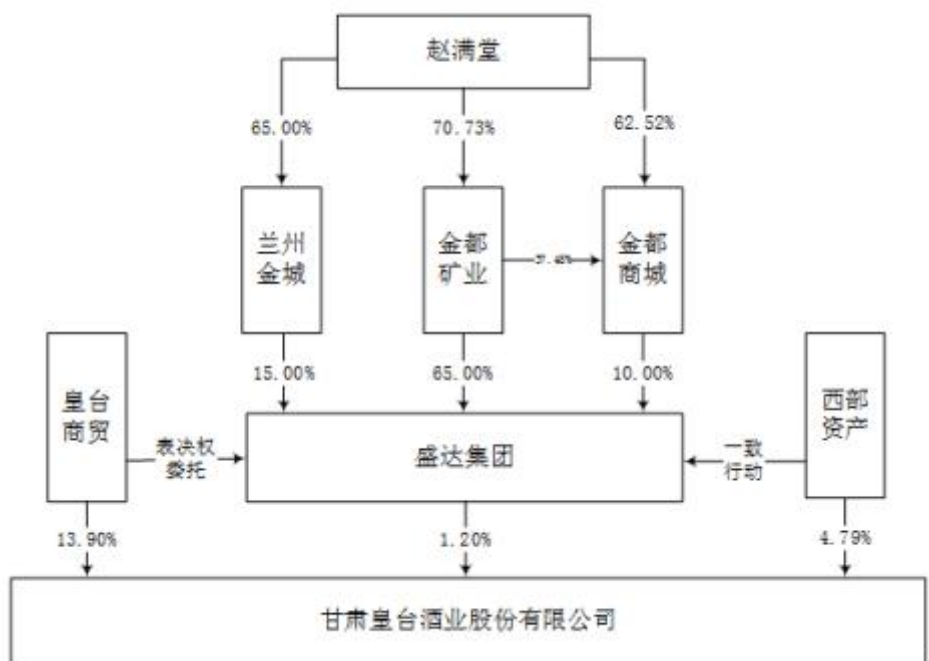 赵满堂
65.00%
70.73%
62.52%
兰州
金城
金都
矿业
37.48%
金都
商城
15.00%
65.00%
10.00%
皇台
商贸
表决权
委托
盛达集团
一致
行动
西部
资产
13.90%
1.20%
4.79%
甘肃皇台酒业股份有限公司